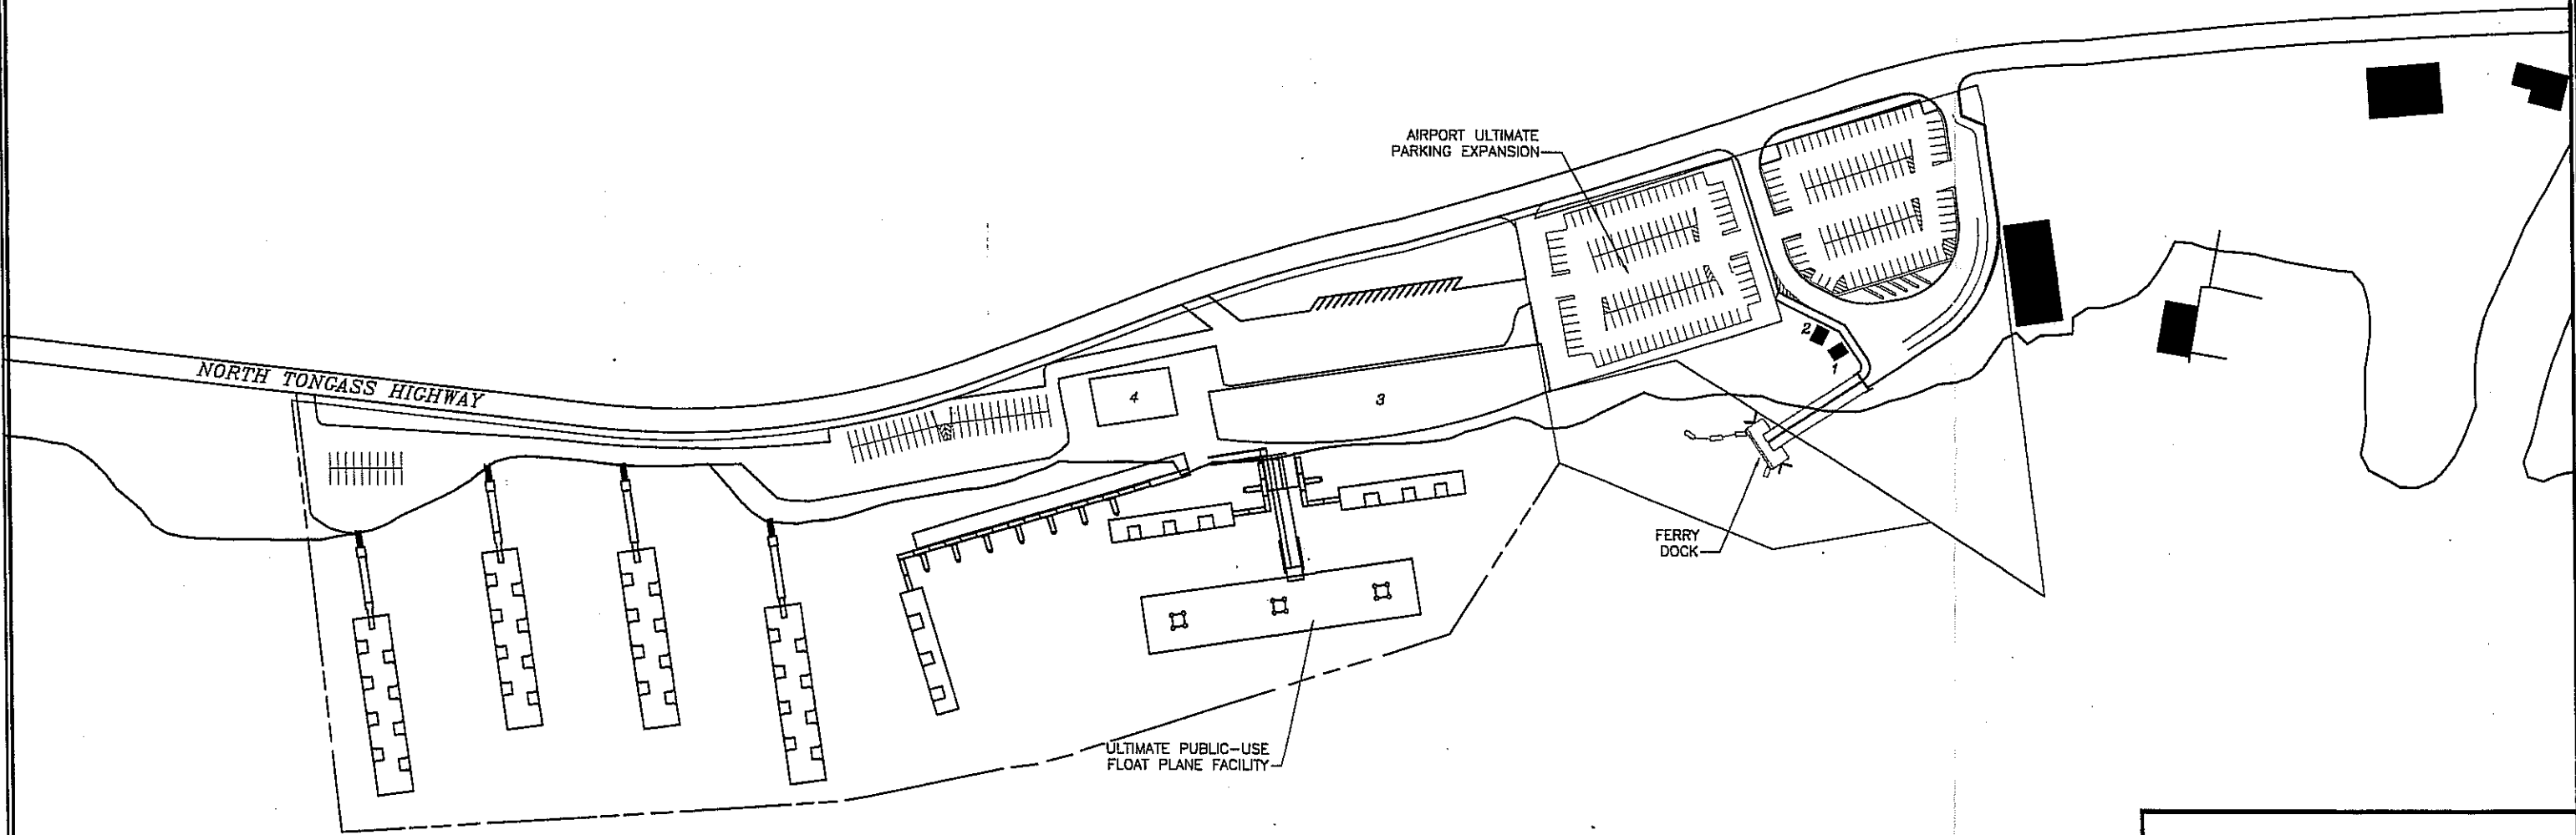 AIRPORT ULTIMATE
PARKING EXPANSION
NORTH TONGASS HIGHWAY
2
1
4
3
FERRY
DOCK
ULTIMATE PUBLIC-USE
FLOAT PLANE FACILITY